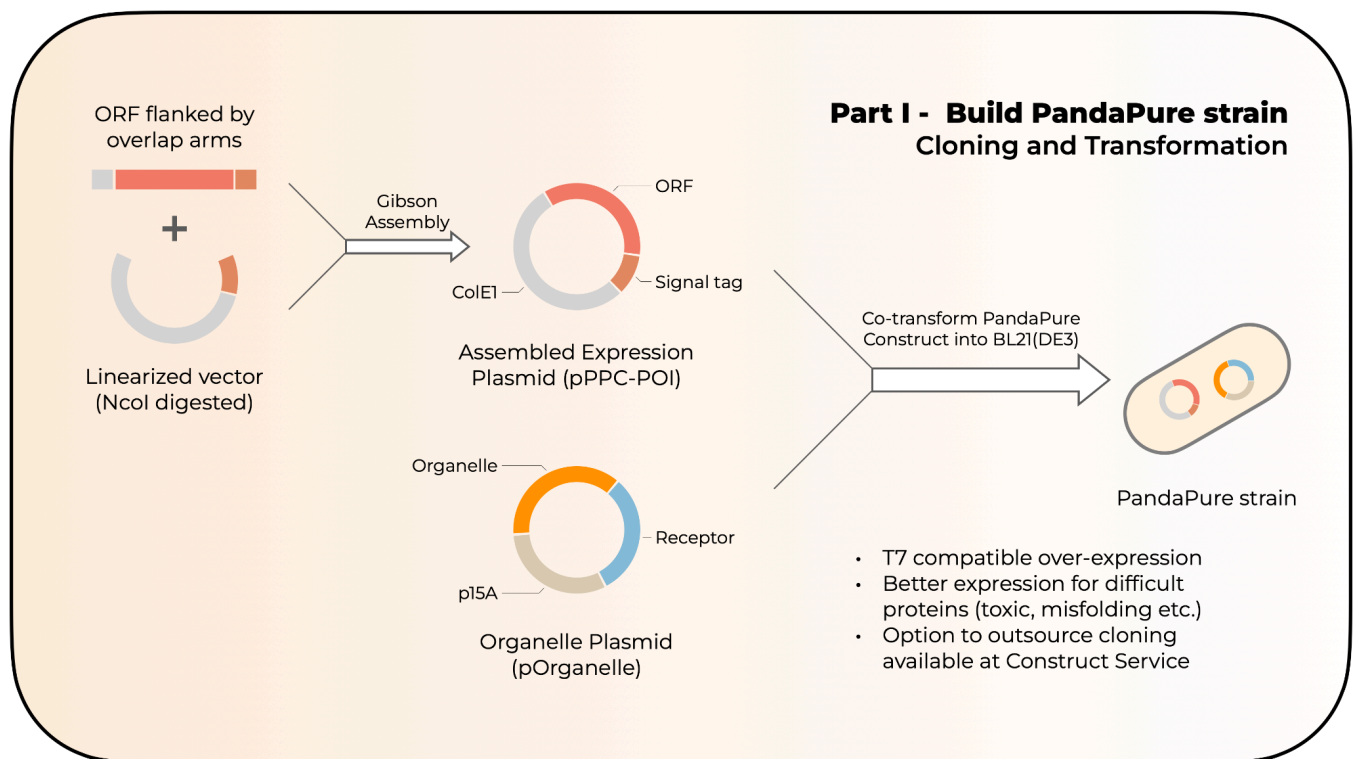 Part I - Build PandaPure strain
Cloning and Transformation
ORF flanked by
overlap arms
+
Linearized vector
(NcoI digested)
Gibson
Assembly
ORF
Signal tag
ColE1
Assembled Expression
Plasmid (pPPC-POI)
Organelle
Receptor
p15A
Organelle Plasmid
(pOrganelle)
Co-transform PandaPure
Construct into BL21(DE3)
PandaPure strain
• T7 compatible over-expression
• Better expression for difficult
proteins (toxic, misfolding etc.)
• Option to outsource cloning
available at Construct Service